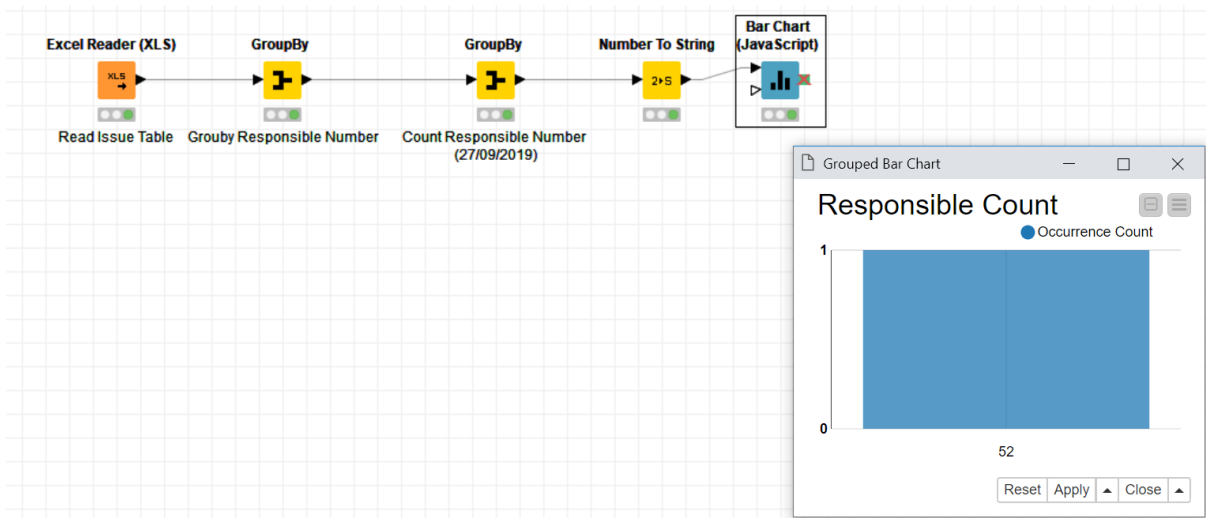 Excel Reader (XLS)
XLS
Read Issue Table
GroupBy
Grouby Responsible Number
GroupBy
Count Responsible Number
(27/09/2019)
Number To String
2▸S
Bar Chart
(JavaScript)
Grouped Bar Chart
Responsible Count
Occurrence Count
1
0
52
Reset Apply Close